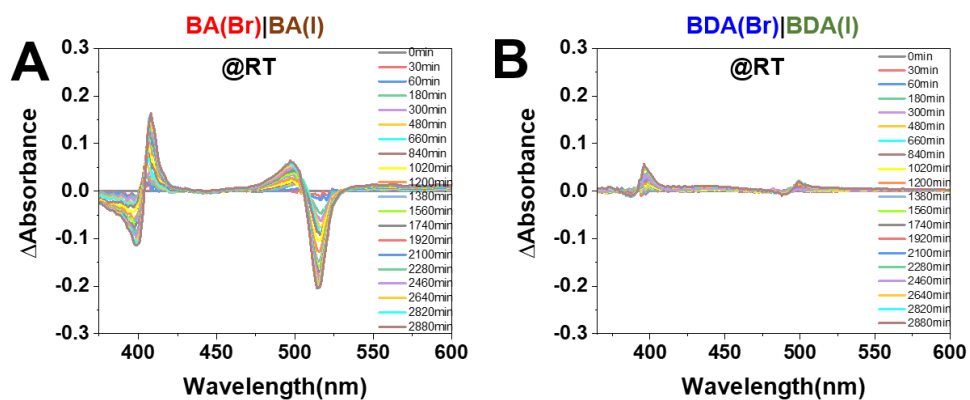 BA(Br)|BA(I)
A
@RT
0.3
0.2
0.1
0.0
-0.1
-0.2
-0.3
ΔAbsorbance
400
450
500
550
600
Wavelength(nm)
0min
30min
60min
180min
300min
480min
660min
840min
1020min
1200min
1380min
1560min
1740min
1920min
2100min
2280min
2460min
2640min
2820min
2880min
BDA(Br)|BDA(I)
B
@RT
0.3
0.2
0.1
0.0
-0.1
-0.2
-0.3
ΔAbsorbance
400
450
500
550
600
Wavelength(nm)
0min
30min
60min
180min
300min
480min
660min
840min
1020min
1200min
1380min
1560min
1740min
1920min
2100min
2280min
2460min
2640min
2820min
2880min